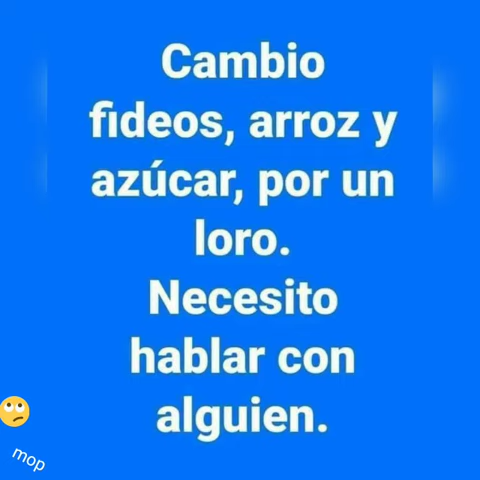 Cambio
fideos, arroz y
azúcar, por un
loro.
Necesito
hablar con
alguien.
mop